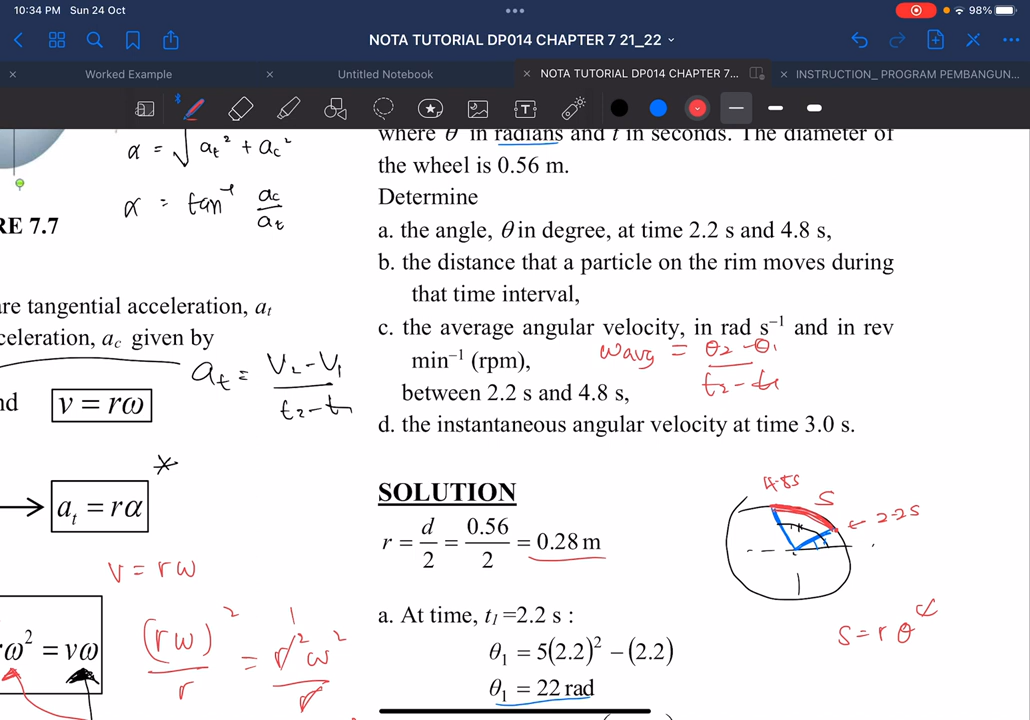 10:34 PM Sun 24 Oct
98%
NOTA TUTORIAL DP014 CHAPTER 7 21_22
Worked Example
Untitled Notebook
NOTA TUTORIAL DP014 CHAPTER 7...
INSTRUCTION_ PROGRAM PEMBANGUN...
α = √ at² + ac²
α = tan⁻¹ ac/at
RE 7.7
are tangential acceleration, at
celeration, ac given by
at = V2 - V1 / t2 - t1
nd v = rω
at = rα
v = rω
rω² = vω
(rω)² / r = r²ω² / r
1
where θ in radians and t in seconds. The diameter of
the wheel is 0.56 m.
Determine
a. the angle, θ in degree, at time 2.2 s and 4.8 s,
b. the distance that a particle on the rim moves during
that time interval,
c. the average angular velocity, in rad s⁻¹ and in rev
min⁻¹ (rpm),
ωavg = θ2 - θ1 / t2 - t1
between 2.2 s and 4.8 s,
d. the instantaneous angular velocity at time 3.0 s.
SOLUTION
r = d/2 = 0.56/2 = 0.28 m
4.8s
S
2.2s
S = r θ
a. At time, t1 =2.2 s :
θ1 = 5(2.2)² − (2.2)
θ1 = 22 rad